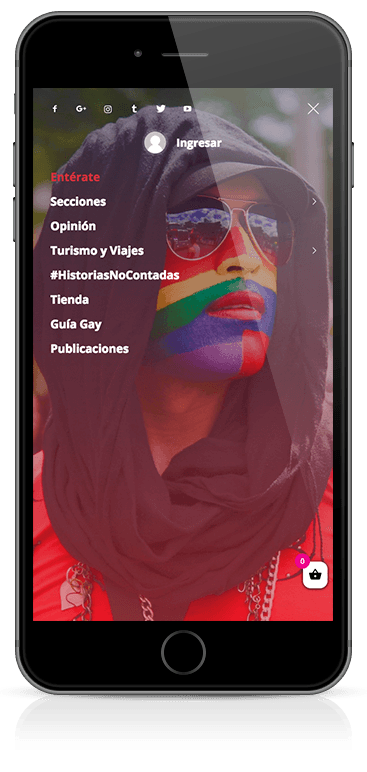 Ingresar
Entérate
Secciones
Opinión
Turismo y Viajes
#HistoriasNoContadas
Tienda
Guía Gay
Publicaciones
0